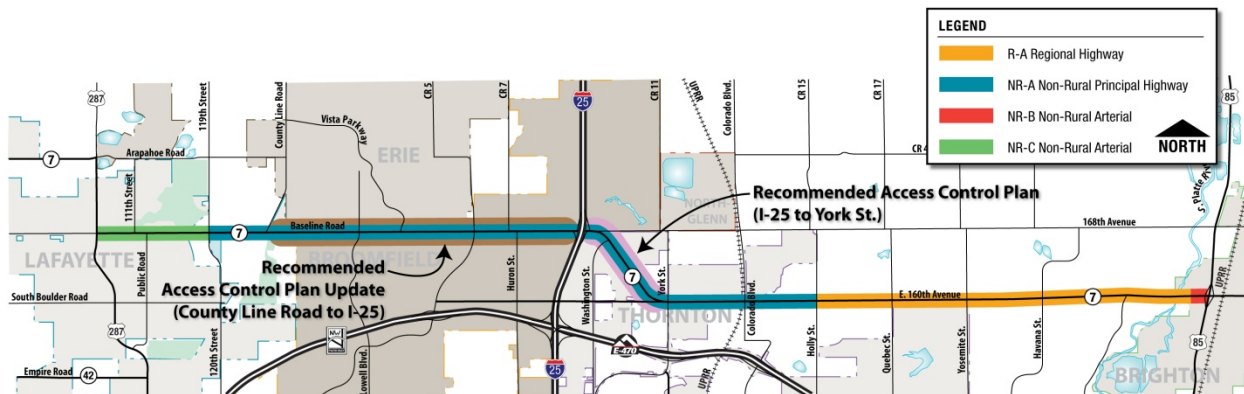 LEGEND
R-A Regional Highway
NR-A Non-Rural Principal Highway
NR-B Non-Rural Arterial
NR-C Non-Rural Arterial
NORTH
287
119th Street
County Line Road
CR 5
CR 7
25
CR 11
UPRR
Colorado Blvd.
CR 15
CR 17
85
Vista Parkway
7
Arapahoe Road
ERIE
CR 4
111th Street
NORTH-
GLENN
Recommended Access Control Plan
(I-25 to York St.)
S Platte
Baseline Road
168th Avenue
7
LAFAYETTE
BROOMFIELD
Public Road
Recommended
Access Control Plan Update
(County Line Road to I-25)
Huron St.
Washington St.
7
York St.
South Boulder Road
E. 160th Avenue
7
UPRR
THORNTON
Colorado Blvd.
Holly St.
Quebec St.
Yosemite St.
Havana St.
287
120th Street
Lowell Blvd.
E-470
85
Empire Road
42
25
UPRR
BRIGHTON